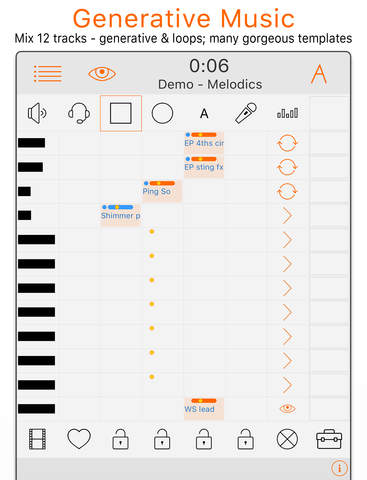 Generative Music
Mix 12 tracks - generative & loops; many gorgeous templates
0:06
Demo - Melodics
A
A
EP 4ths cir
EP sting fx
Ping So
Shimmer p
WS lead
i